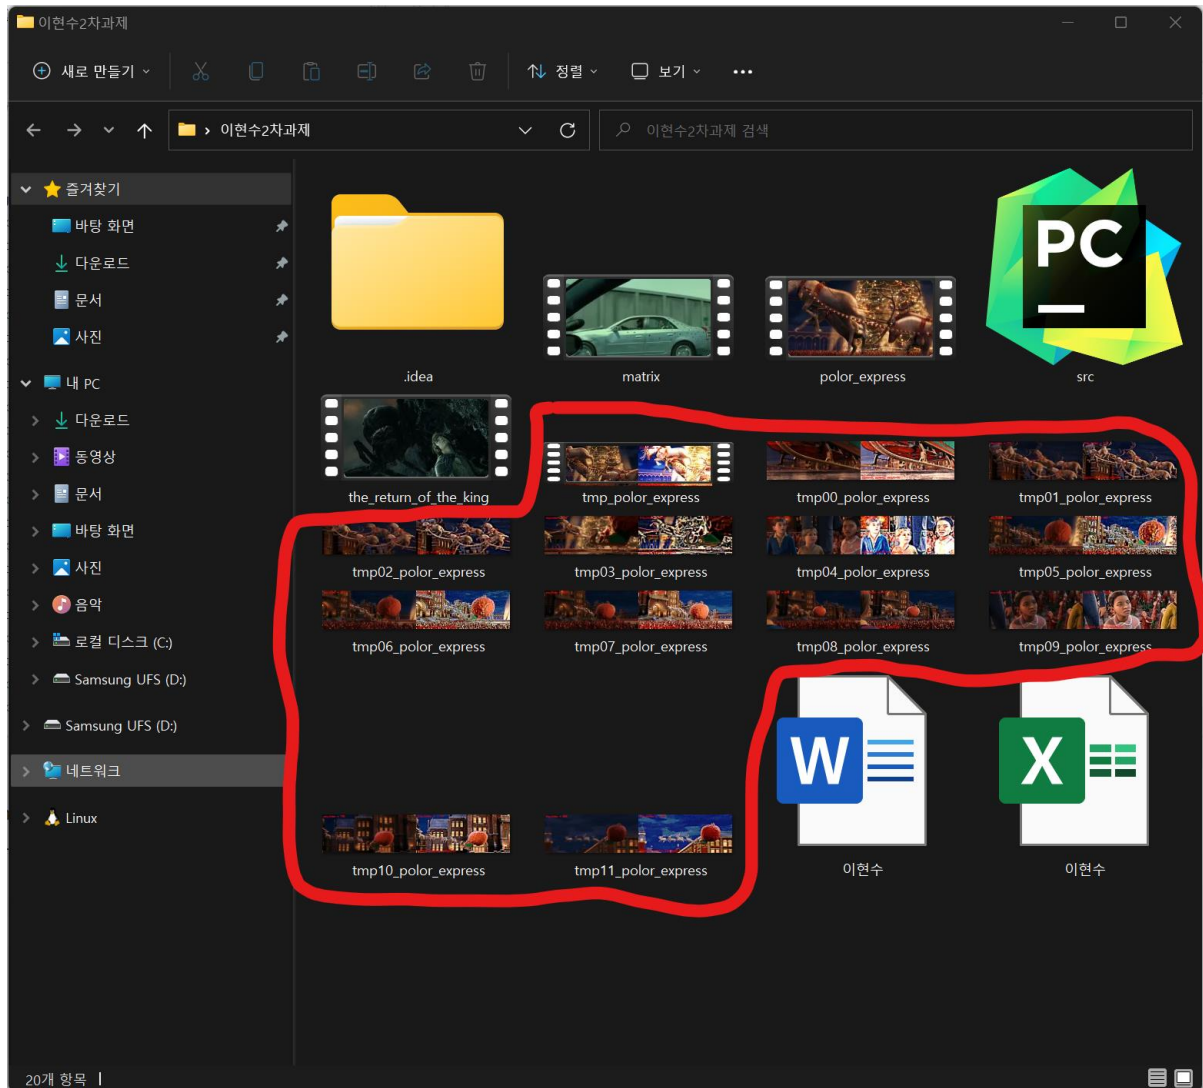 이현수2차과제
새로 만들기
정렬
보기
이현수2차과제
이현수2차과제 검색
즐겨찾기
바탕 화면
다운로드
문서
사진
내 PC
다운로드
동영상
문서
바탕 화면
사진
음악
로컬 디스크 (C:)
Samsung UFS (D:)
Samsung UFS (D:)
네트워크
Linux
PC
.idea
matrix
polor_express
src
the_return_of_the_king
tmp_polor_express
tmp00_polor_express
tmp01_polor_express
tmp02_polor_express
tmp03_polor_express
tmp04_polor_express
tmp05_polor_express
tmp06_polor_express
tmp07_polor_express
tmp08_polor_express
tmp09_polor_express
W
X
tmp10_polor_express
tmp11_polor_express
이현수
이현수
20개 항목